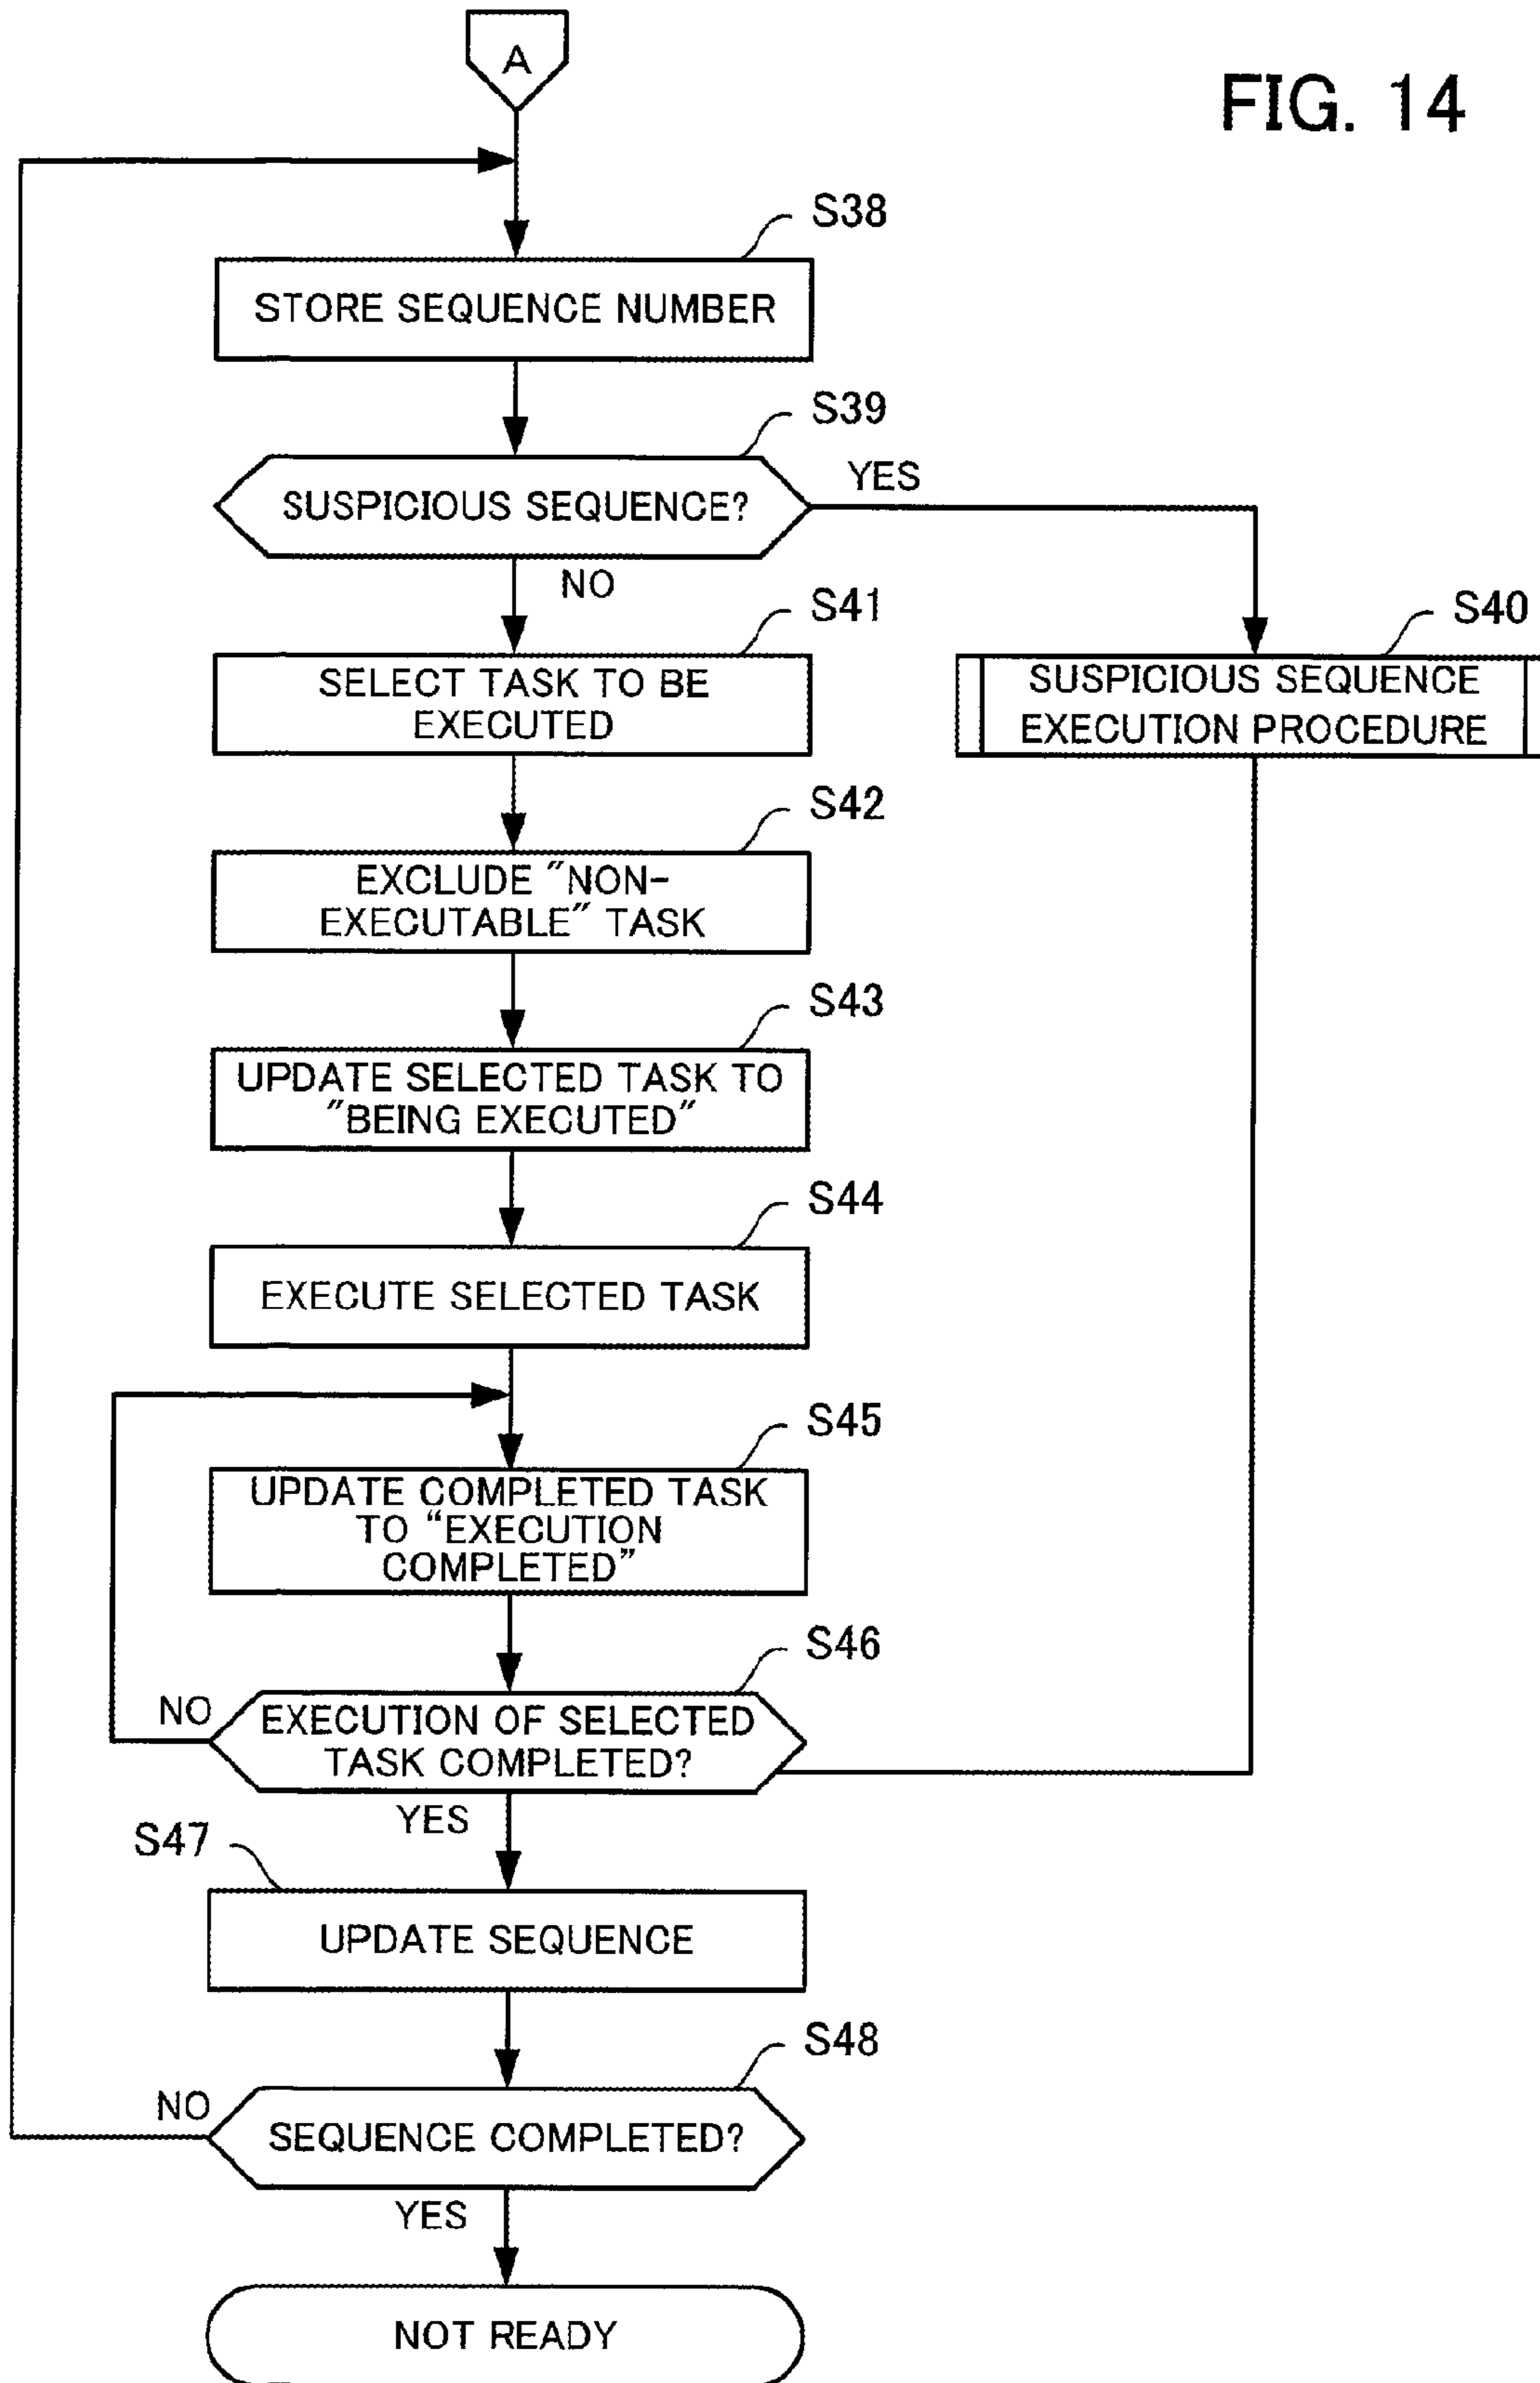 A
FIG. 14
S38
STORE SEQUENCE NUMBER
S39
SUSPICIOUS SEQUENCE?
YES
NO
S41
SELECT TASK TO BE
EXECUTED
S40
SUSPICIOUS SEQUENCE
EXECUTION PROCEDURE
S42
EXCLUDE "NON-
EXECUTABLE" TASK
S43
UPDATE SELECTED TASK TO
"BEING EXECUTED"
S44
EXECUTE SELECTED TASK
S45
UPDATE COMPLETED TASK
TO “EXECUTION
COMPLETED”
S46
EXECUTION OF SELECTED
TASK COMPLETED?
NO
YES
S47
UPDATE SEQUENCE
S48
SEQUENCE COMPLETED?
NO
YES
NOT READY